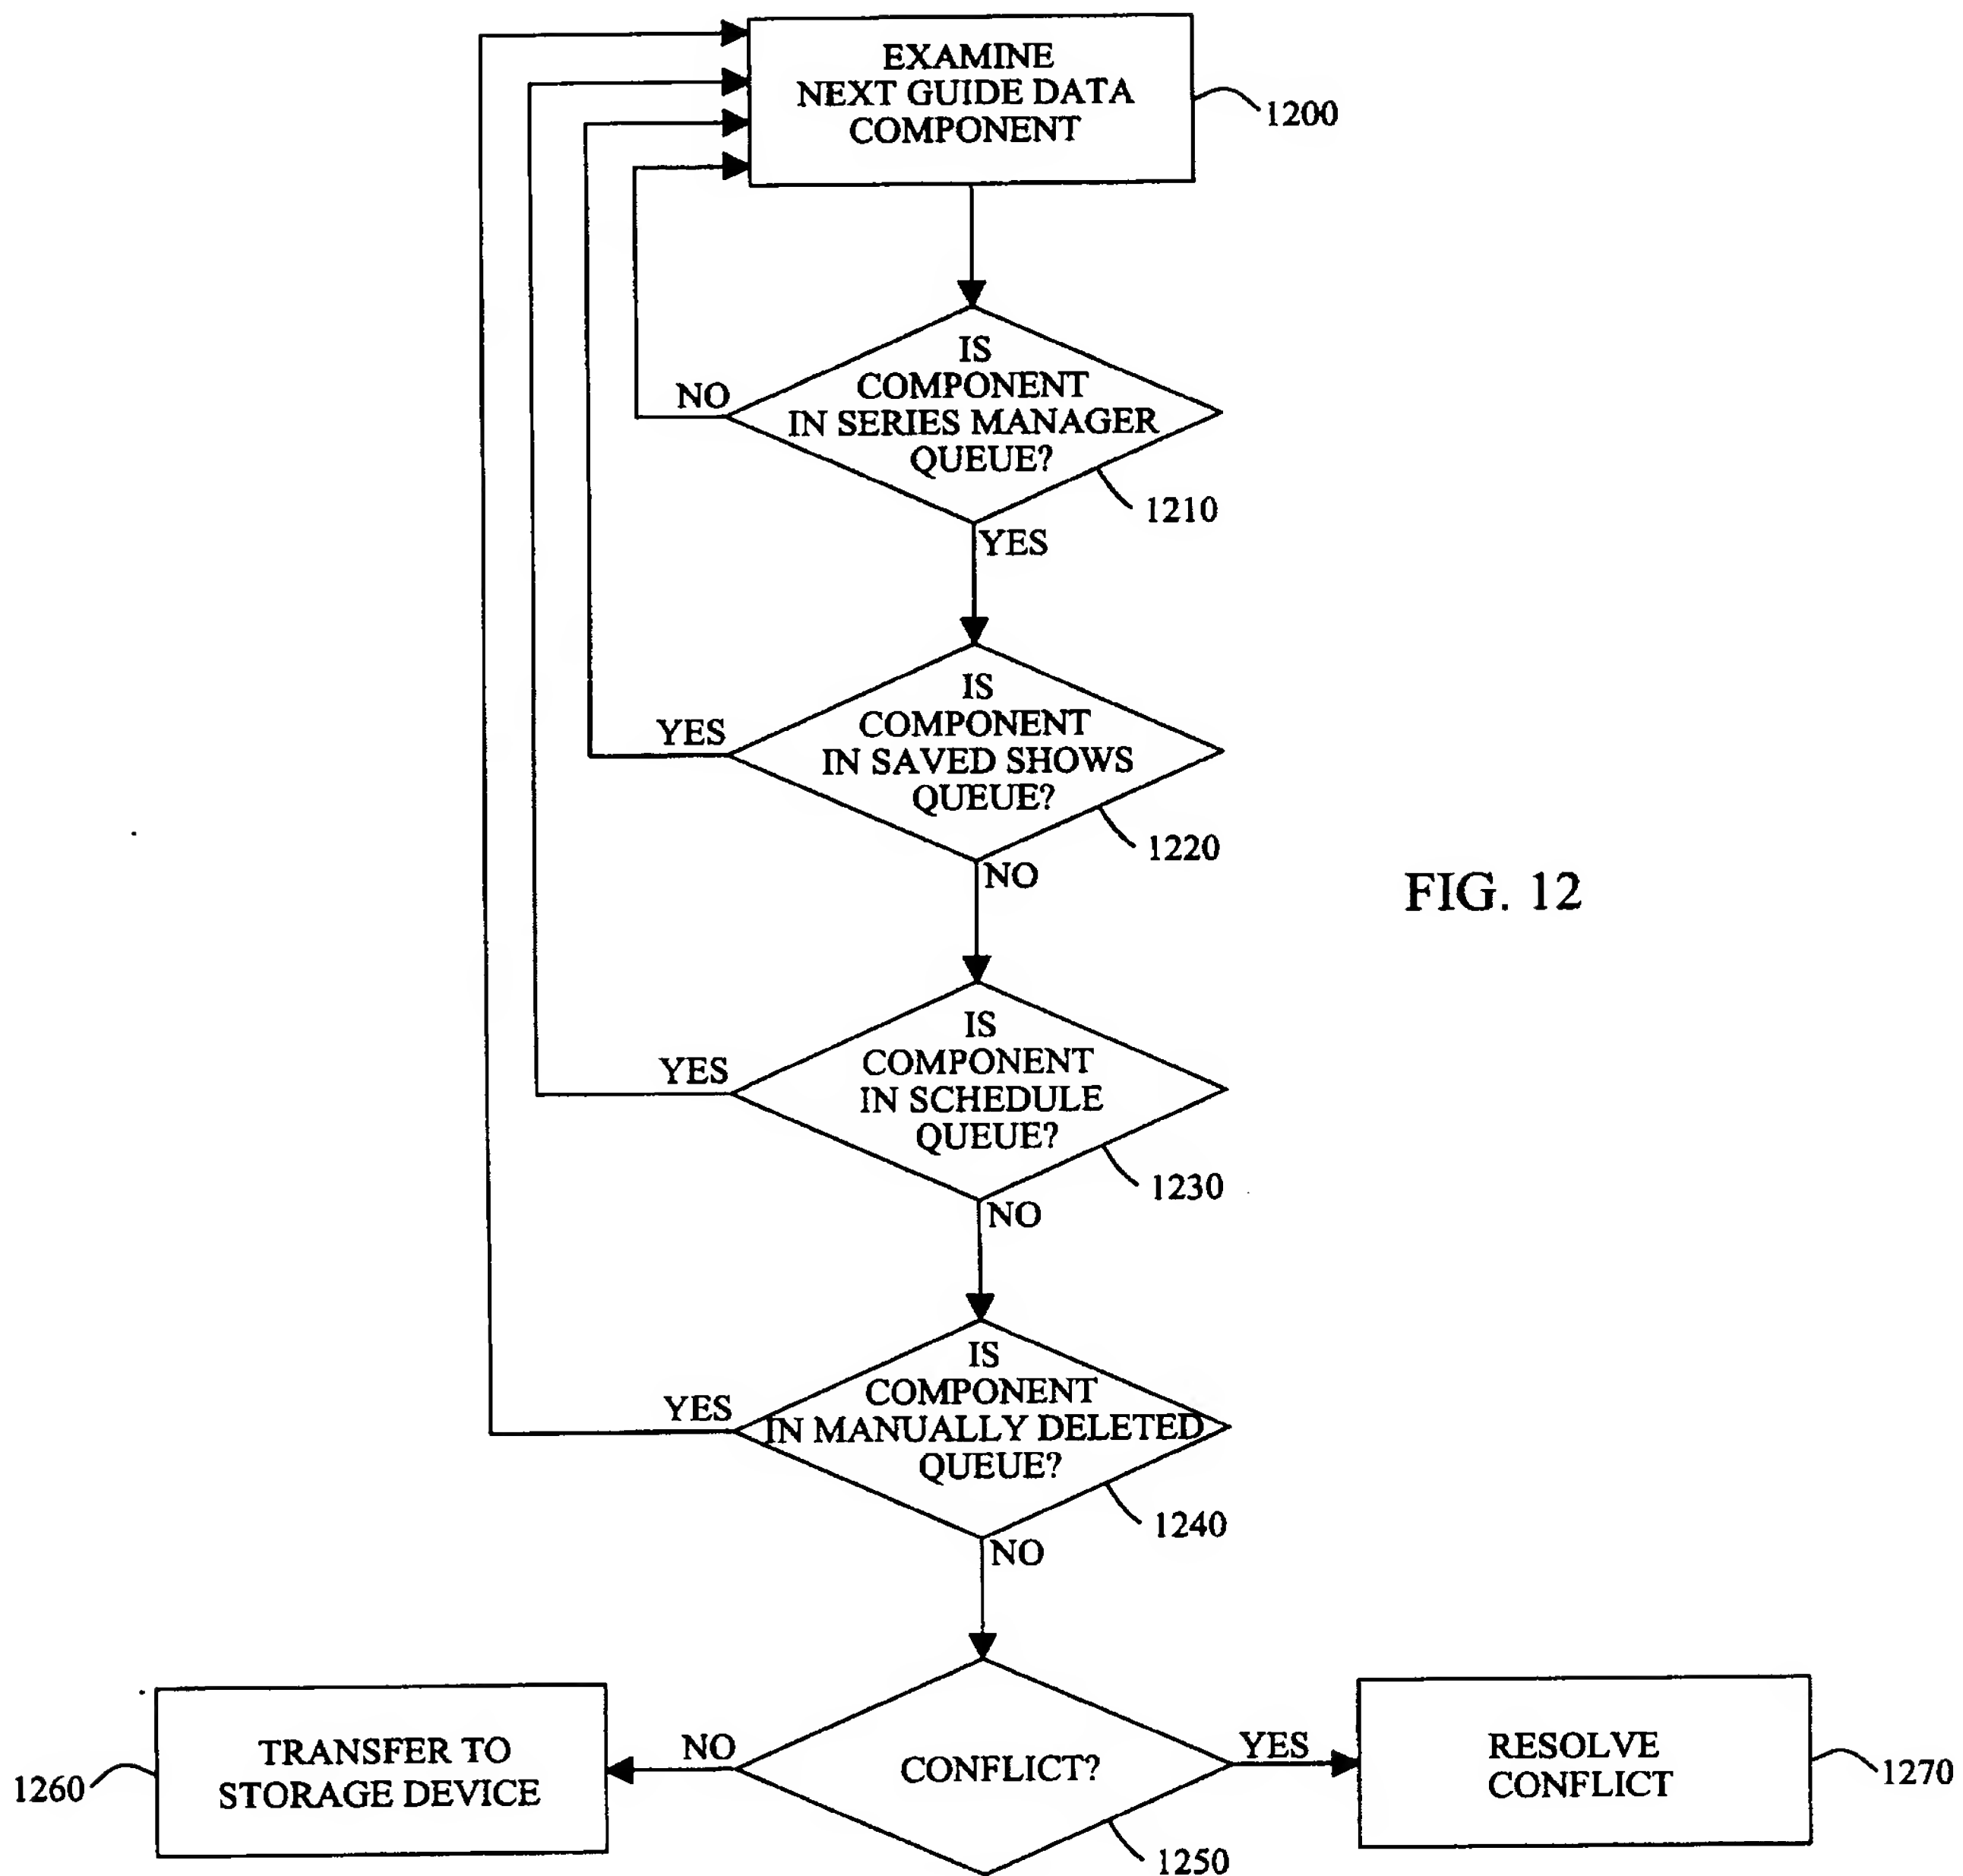 EXAMINE
NEXT GUIDE DATA
COMPONENT
1200
IS
COMPONENT
IN SERIES MANAGER
QUEUE?
NO
1210
YES
IS
COMPONENT
IN SAVED SHOWS
QUEUE?
YES
1220
NO
FIG. 12
IS
COMPONENT
IN SCHEDULE
QUEUE?
YES
1230
NO
IS
COMPONENT
IN MANUALLY DELETED
QUEUE?
YES
1240
NO
TRANSFER TO
STORAGE DEVICE
1260
NO
CONFLICT?
YES
1250
RESOLVE
CONFLICT
1270